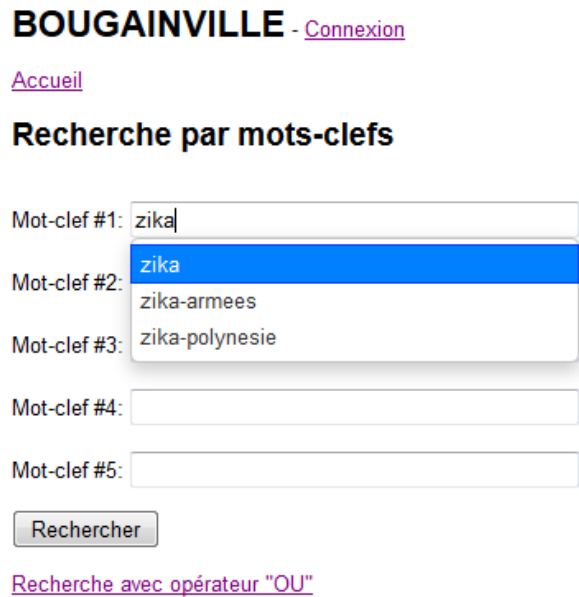 BOUGAINVILLE - Connexion
Accueil
Recherche par mots-clefs
Mot-clef #1: zika
zika
Mot-clef #2:
zika-armees
Mot-clef #3: zika-polynesie
Mot-clef #4:
Mot-clef #5:
Rechercher
Recherche avec opérateur "OU"